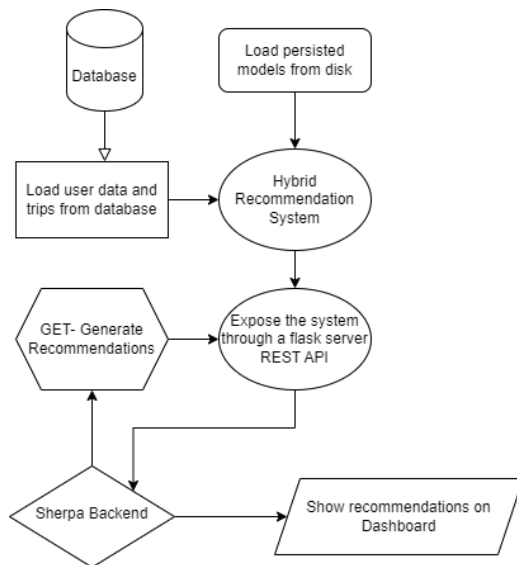 Database
Load persisted
models from disk
Load user data and
trips from database
Hybrid
Recommendation
System
GET- Generate
Recommendations
Expose the system
through a flask server
REST API
Sherpa Backend
Show recommendations on
Dashboard